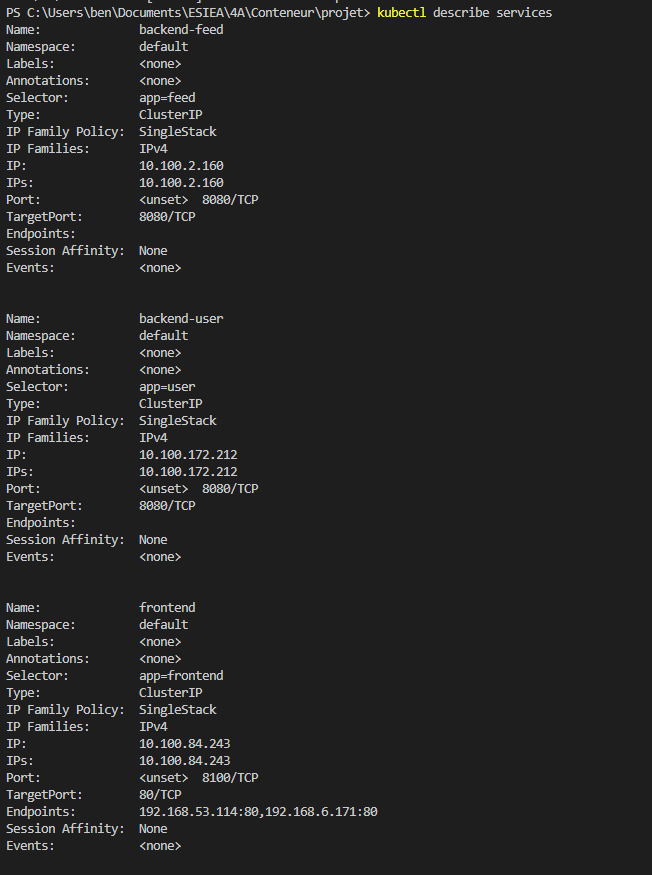 PS C:\Users\ben\Documents\ESIEA\4A\Conteneur\projet> kubectl describe services
Name:              backend-feed
Namespace:         default
Labels:            <none>
Annotations:       <none>
Selector:          app=feed
Type:              ClusterIP
IP Family Policy:  SingleStack
IP Families:       IPv4
IP:                10.100.2.160
IPs:               10.100.2.160
Port:              <unset>  8080/TCP
TargetPort:        8080/TCP
Endpoints:
Session Affinity:  None
Events:            <none>

Name:              backend-user
Namespace:         default
Labels:            <none>
Annotations:       <none>
Selector:          app=user
Type:              ClusterIP
IP Family Policy:  SingleStack
IP Families:       IPv4
IP:                10.100.172.212
IPs:               10.100.172.212
Port:              <unset>  8080/TCP
TargetPort:        8080/TCP
Endpoints:
Session Affinity:  None
Events:            <none>

Name:              frontend
Namespace:         default
Labels:            <none>
Annotations:       <none>
Selector:          app=frontend
Type:              ClusterIP
IP Family Policy:  SingleStack
IP Families:       IPv4
IP:                10.100.84.243
IPs:               10.100.84.243
Port:              <unset>  8100/TCP
TargetPort:        80/TCP
Endpoints:         192.168.53.114:80,192.168.6.171:80
Session Affinity:  None
Events:            <none>